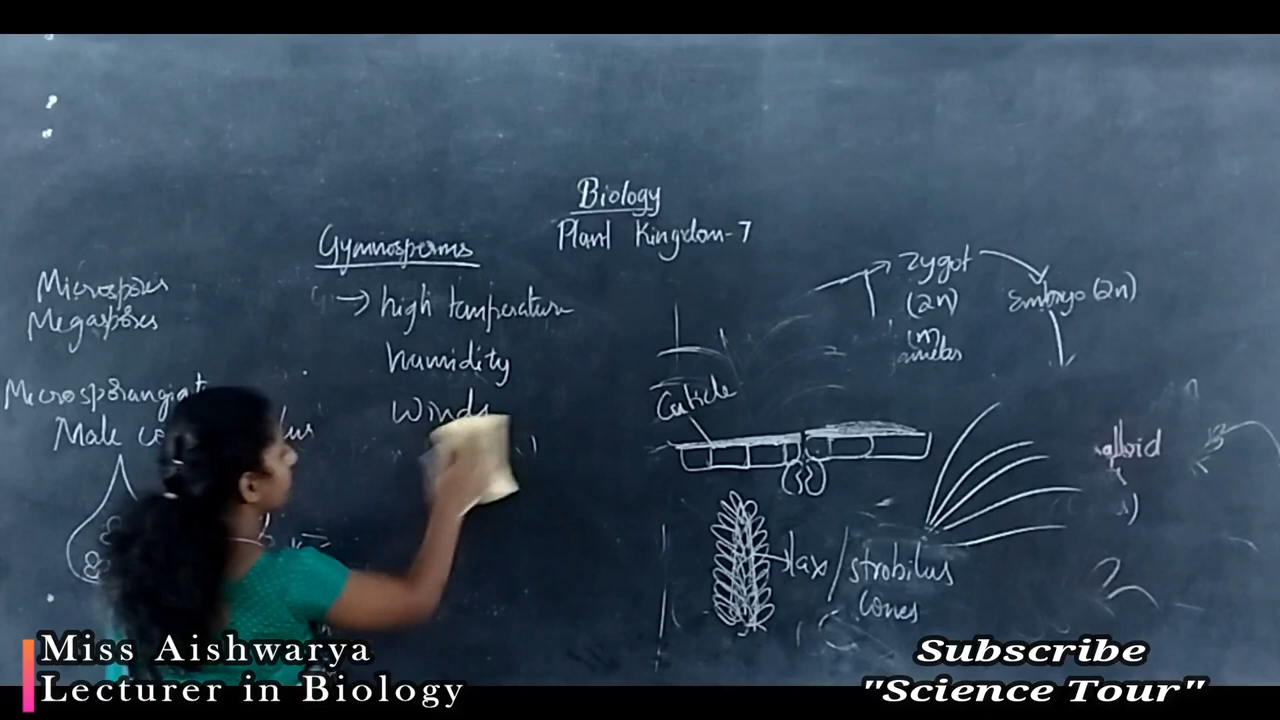 Biology
Plant Kingdom-7
Gymnosperms
→ high temperature
humidity
Winds
Microspores
Megaspores
Male
zygot
(2n)
(n)
Embryo (2n)
Cuticle
lax / strobilus
cones
Miss Aishwarya
Lecturer in Biology
Subscribe
"Science Tour"